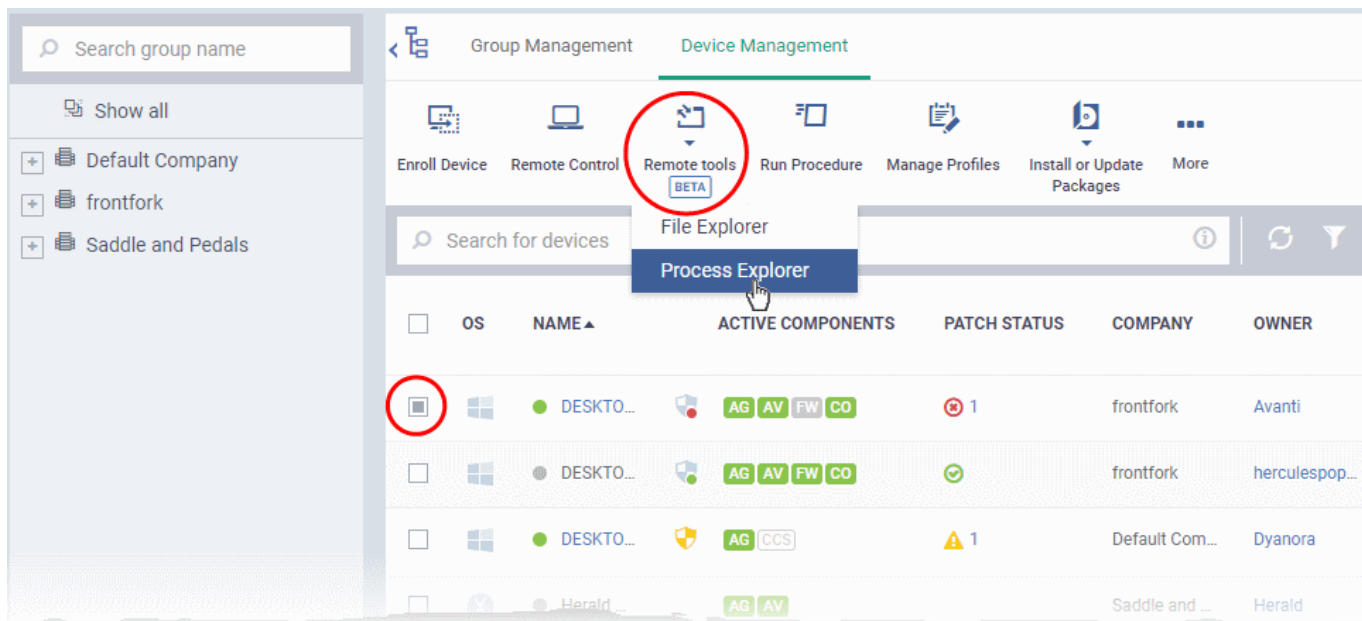 Search group name
Show all
Default Company
frontfork
Saddle and Pedals
Group Management Device Management
Enroll Device Remote Control Remote tools Run Procedure Manage Profiles Install or Update More
BETA Packages
File Explorer
Search for devices
Process Explorer
OS NAME ACTIVE COMPONENTS PATCH STATUS COMPANY OWNER
DESKTO... AG AV FW CO 1 frontfork Avanti
DESKTO... AG AV FW CO frontfork herculespop...
DESKTO... AG CCS 1 Default Com... Dyanora
Herald ... AG AV Saddle and ... Herald